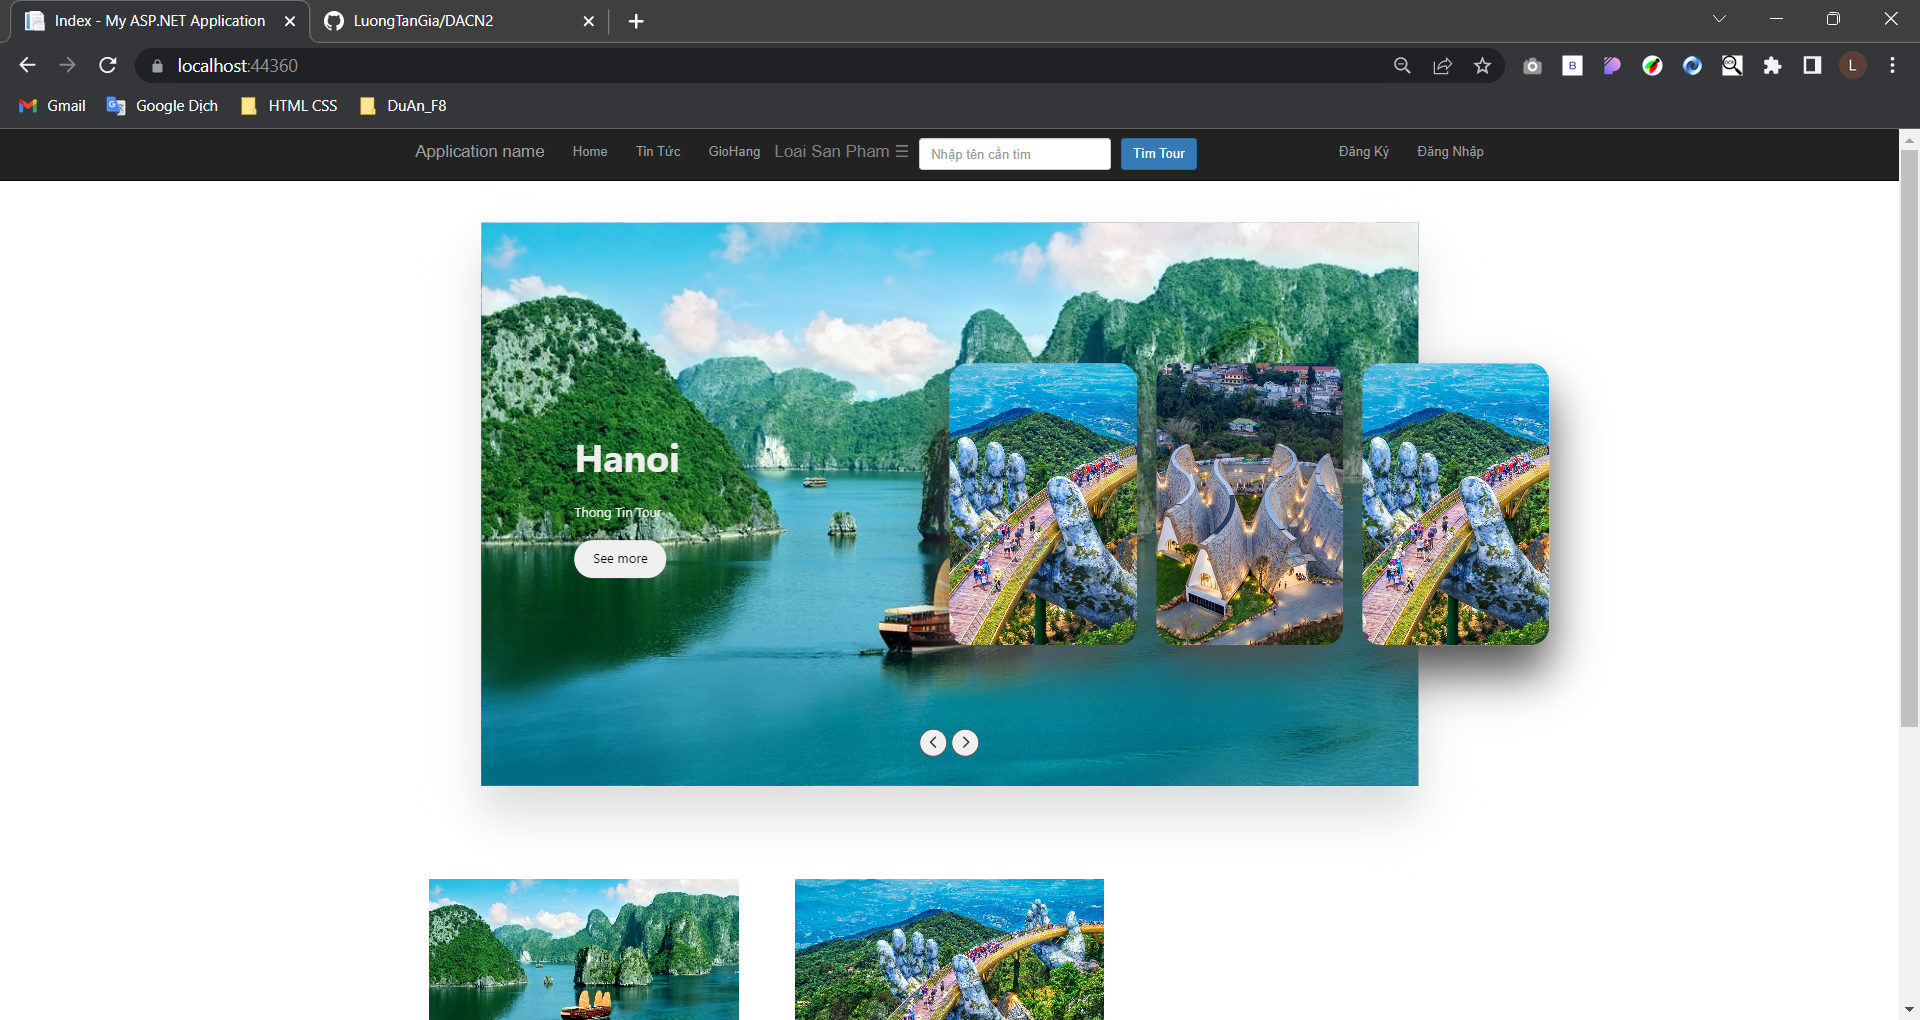 Index - My ASP.NET Application
LuongTanGia/DACN2
localhost:44360
L
Gmail
Google Dịch
HTML CSS
DuAn_F8
Application name
Home
Tin Tức
GioHang
Loai San Pham ☰
Nhập tên cần tìm
Tìm Tour
Đăng Ký
Đăng Nhập
Hanoi
Thong Tin Tour
See more